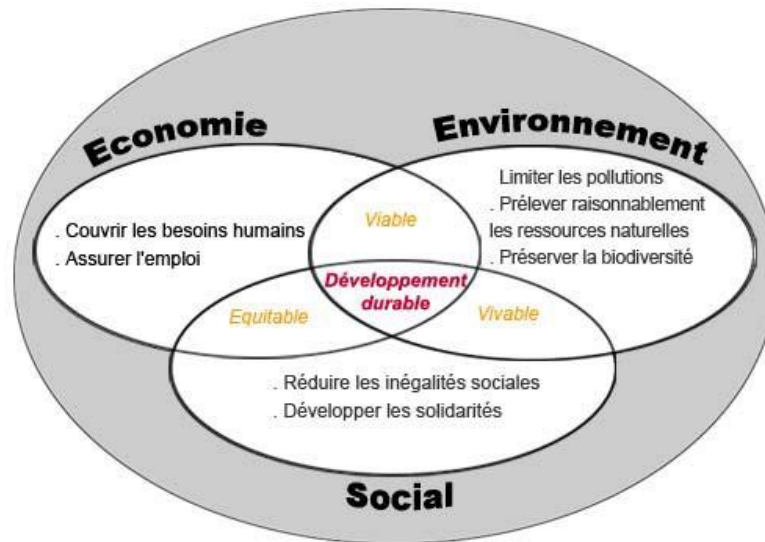 Economie
Environnement
Limiter les pollutions
. Prélever raisonnablement
les ressources naturelles
. Préserver la biodiversité
. Couvrir les besoins humains
. Assurer l'emploi
Viable
Développement
durable
Equitable
Vivable
. Réduire les inégalités sociales
. Développer les solidarités
Social